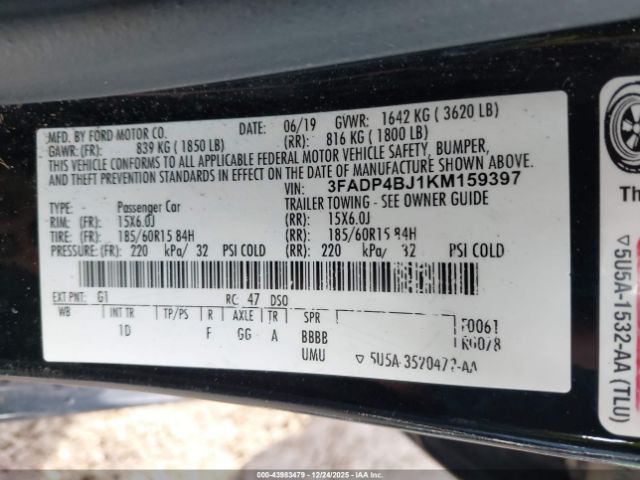 MFD. BY FORD MOTOR CO. DATE: 06/19 GVWR: 1642 KG ( 3620 LB)
GAWR: (FR): 839 KG ( 1850 LB) (RR): 816 KG ( 1800 LB)
THIS VEHICLE CONFORMS TO ALL APPLICABLE FEDERAL MOTOR VEHICLE SAFETY, BUMPER,
AND THEFT PREVENTION STANDARDS IN EFFECT ON THE DATE OF MANUFACTURE SHOWN ABOVE.
VIN: 3FADP4BJ1KM159397
TYPE: Passenger Car TRAILER TOWING - SEE OWNER GUIDE
RIM: (FR): 15X6.0J (RR): 15X6.0J
TIRE: (FR): 185/60R15 84H (RR): 185/60R15 84H
PRESSURE: (FR): 220 kPa/ 32 PSI COLD (RR): 220 kPa/ 32 PSI COLD
EXT PNT: G1 RC: 47 DSO
WB INT TR TP/PS R AXLE TR SPR
1D F GG A BBBB
UMU
F0061
5U5A-1532-AA (TLU)
#00-43983479 | 12/24/2025 | IAA Branch